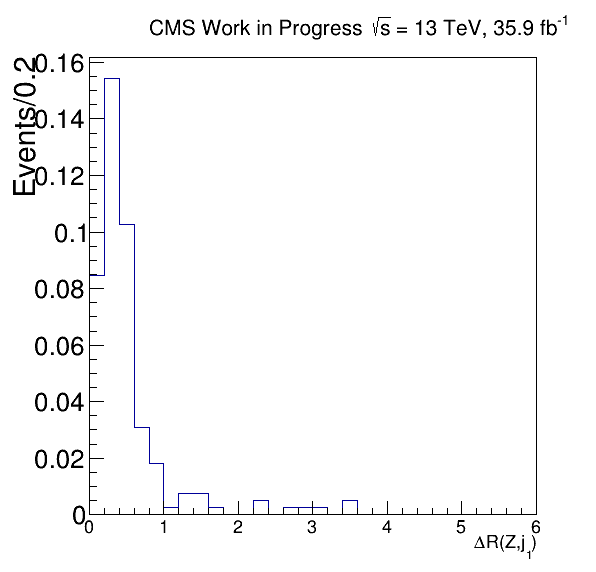 CMS Work in Progress √s = 13 TeV, 35.9 fb⁻¹
Events/0.2
0.16
0.14
0.12
0.1
0.08
0.06
0.04
0.02
0
0 1 2 3 4 5 6
ΔR(Z,j₁)